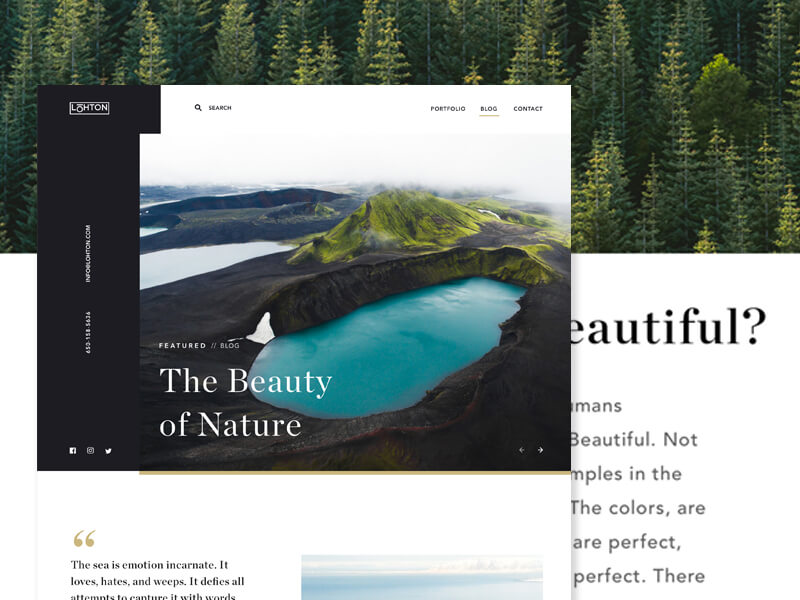 LOHTON
SEARCH
PORTFOLIO
BLOG
CONTACT
INFO@LOHTON.COM
650-158-5636
FEATURED // BLOG
The Beauty
of Nature
“
The sea is emotion incarnate. It
loves, hates, and weeps. It defies all
attempts to capture it with words
eautiful?
umans
Beautiful. Not
mples in the
The colors, are
are perfect,
perfect. There